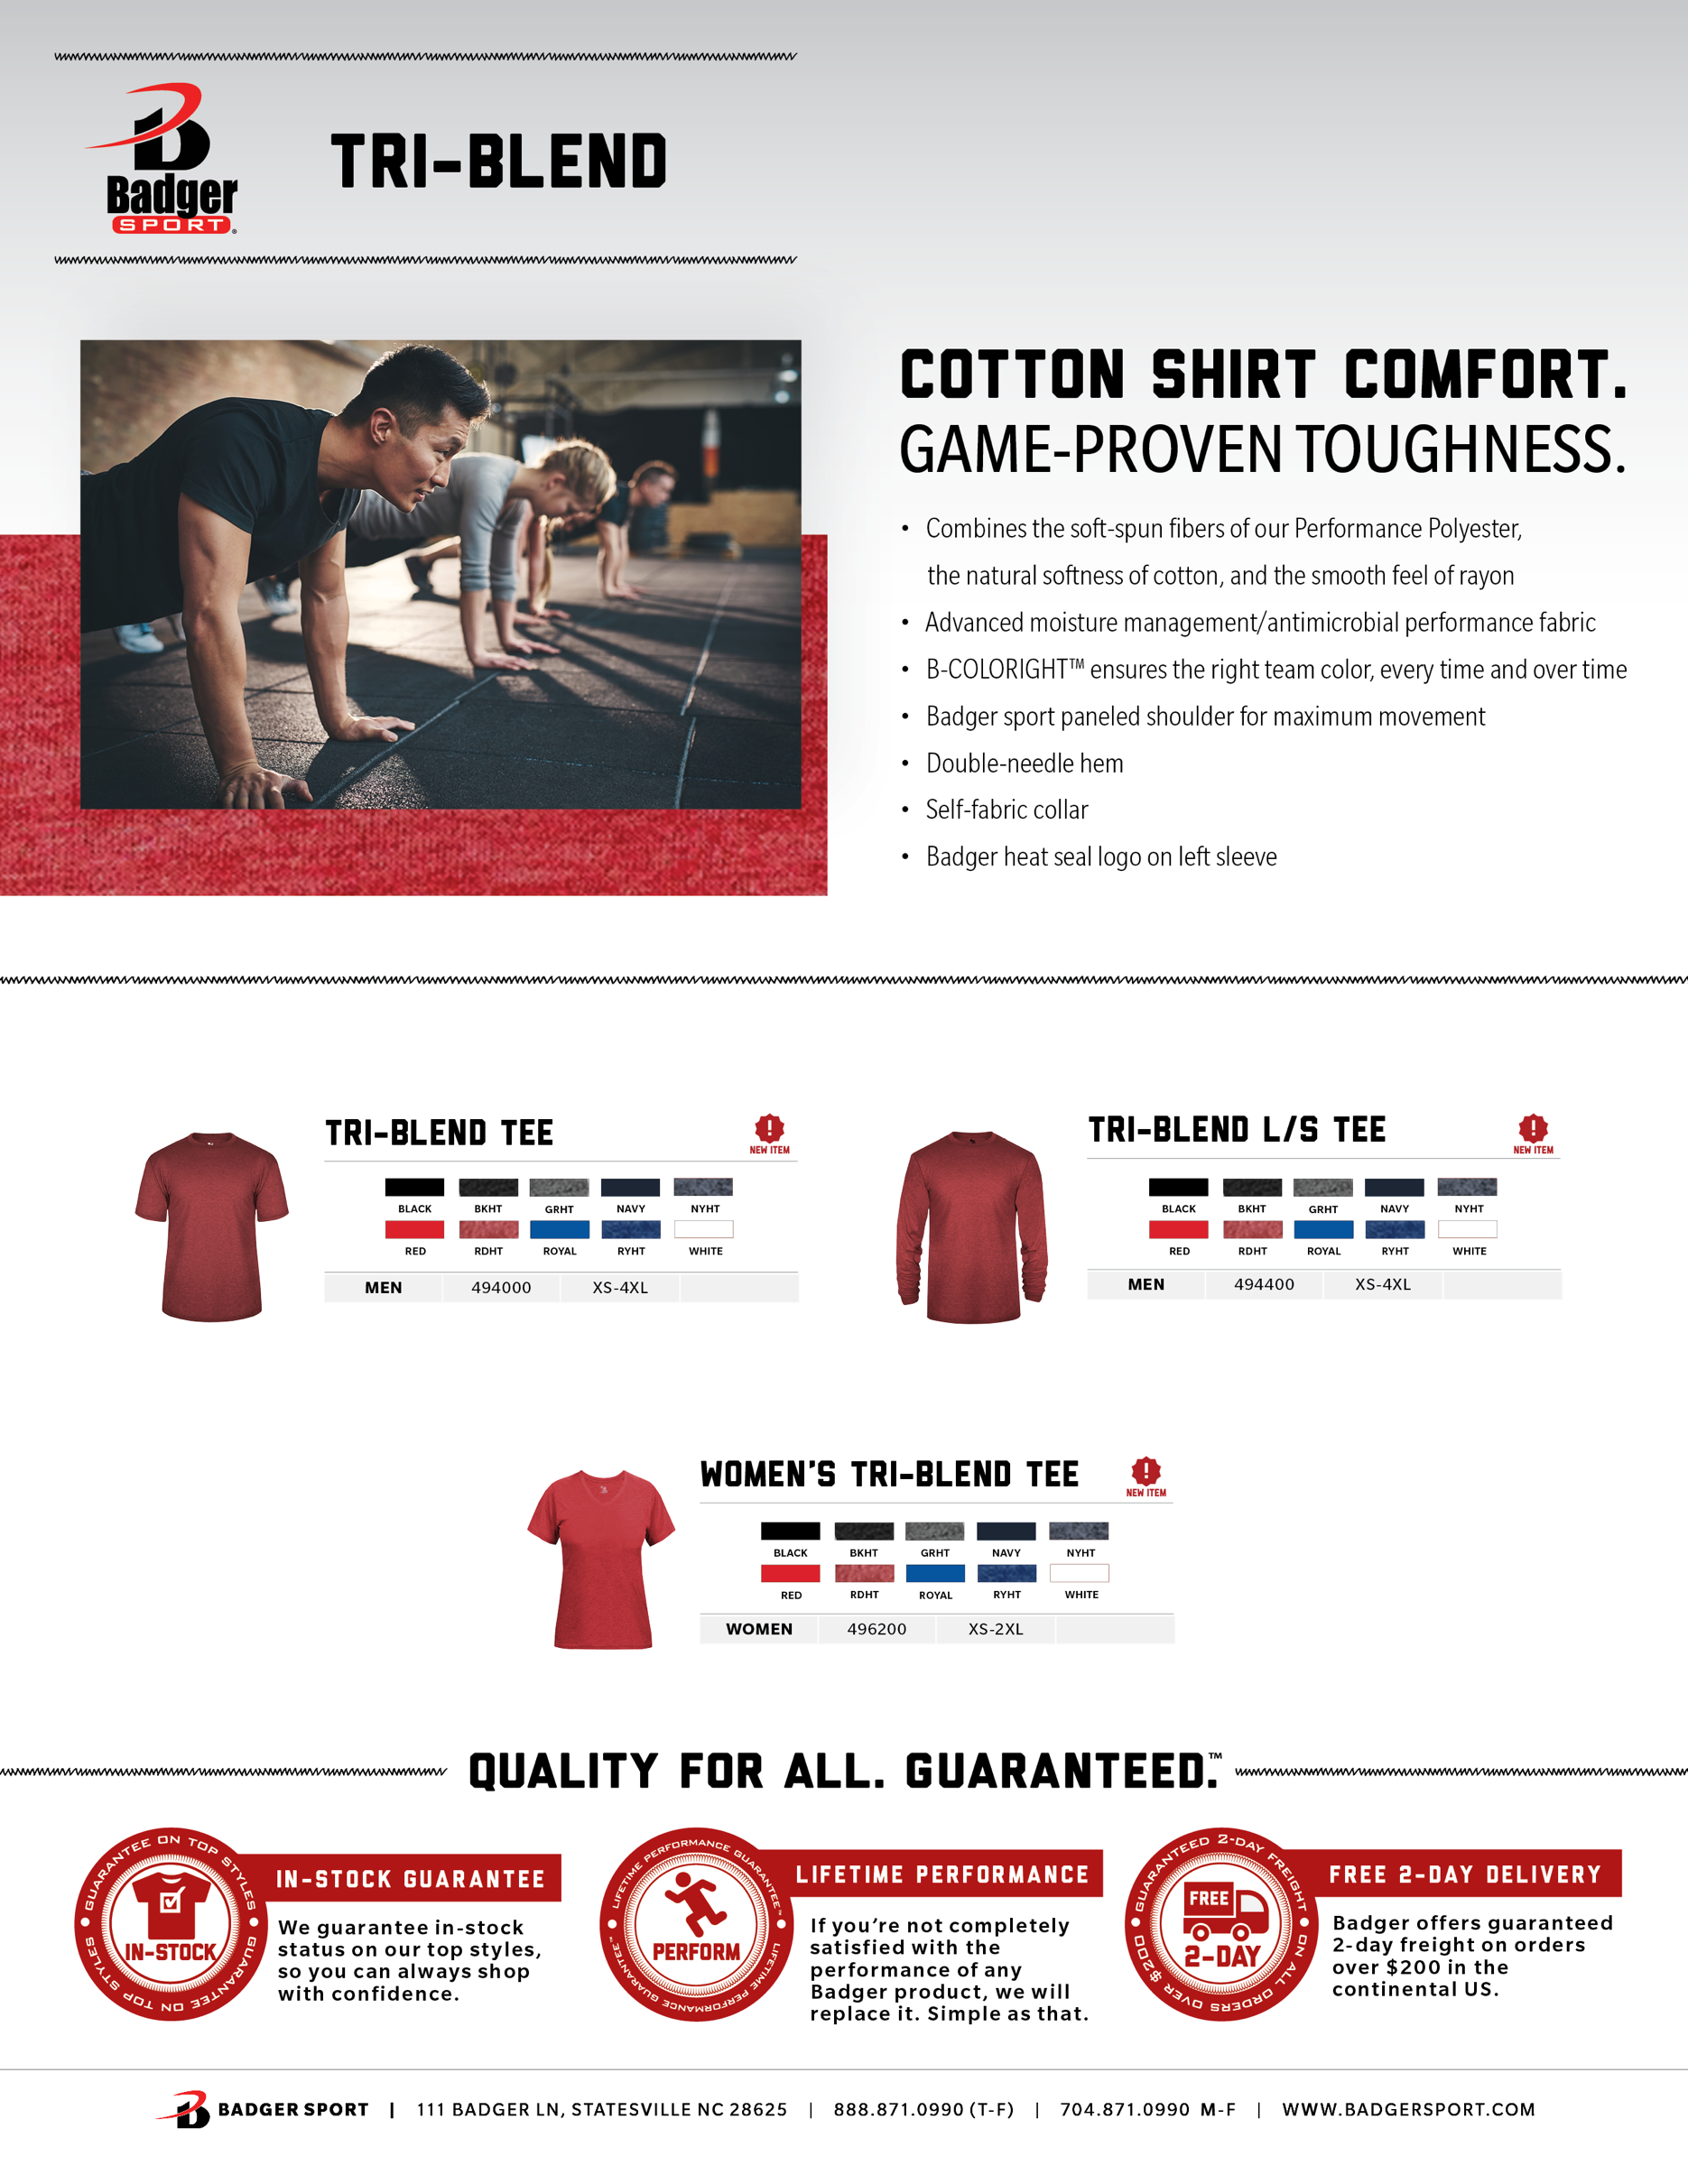 Badger
SPORT®
TRI-BLEND
COTTON SHIRT COMFORT.
GAME-PROVEN TOUGHNESS.
• Combines the soft-spun fibers of our Performance Polyester,
the natural softness of cotton, and the smooth feel of rayon
• Advanced moisture management/antimicrobial performance fabric
• B-COLORIGHT™ ensures the right team color, every time and over time
• Badger sport paneled shoulder for maximum movement
• Double-needle hem
• Self-fabric collar
• Badger heat seal logo on left sleeve
TRI-BLEND TEE
!
NEW ITEM
BLACK BKHT GRHT NAVY NYHT
RED RDHT ROYAL RYHT WHITE
MEN 494000 XS-4XL
TRI-BLEND L/S TEE
!
NEW ITEM
BLACK BKHT GRHT NAVY NYHT
RED RDHT ROYAL RYHT WHITE
MEN 494400 XS-4XL
WOMEN'S TRI-BLEND TEE
!
NEW ITEM
BLACK BKHT GRHT NAVY NYHT
RED RDHT ROYAL RYHT WHITE
WOMEN 496200 XS-2XL
QUALITY FOR ALL. GUARANTEED.™
• GUARANTEE ON TOP STYLES • GUARANTEE ON TOP STYLES
IN-STOCK
IN-STOCK GUARANTEE
We guarantee in-stock
status on our top styles,
so you can always shop
with confidence.
• LIFETIME PERFORMANCE GUARANTEE™ • LIFETIME PERFORMANCE GUARANTEE™
PERFORM
LIFETIME PERFORMANCE
If you're not completely
satisfied with the
performance of any
Badger product, we will
replace it. Simple as that.
• GUARANTEED 2-DAY FREIGHT • ON ALL ORDERS OVER $200
FREE
2-DAY
FREE 2-DAY DELIVERY
Badger offers guaranteed
2-day freight on orders
over $200 in the
continental US.
BADGER SPORT | 111 BADGER LN, STATESVILLE NC 28625 | 888.871.0990 (T-F) | 704.871.0990 M-F | WWW.BADGERSPORT.COM